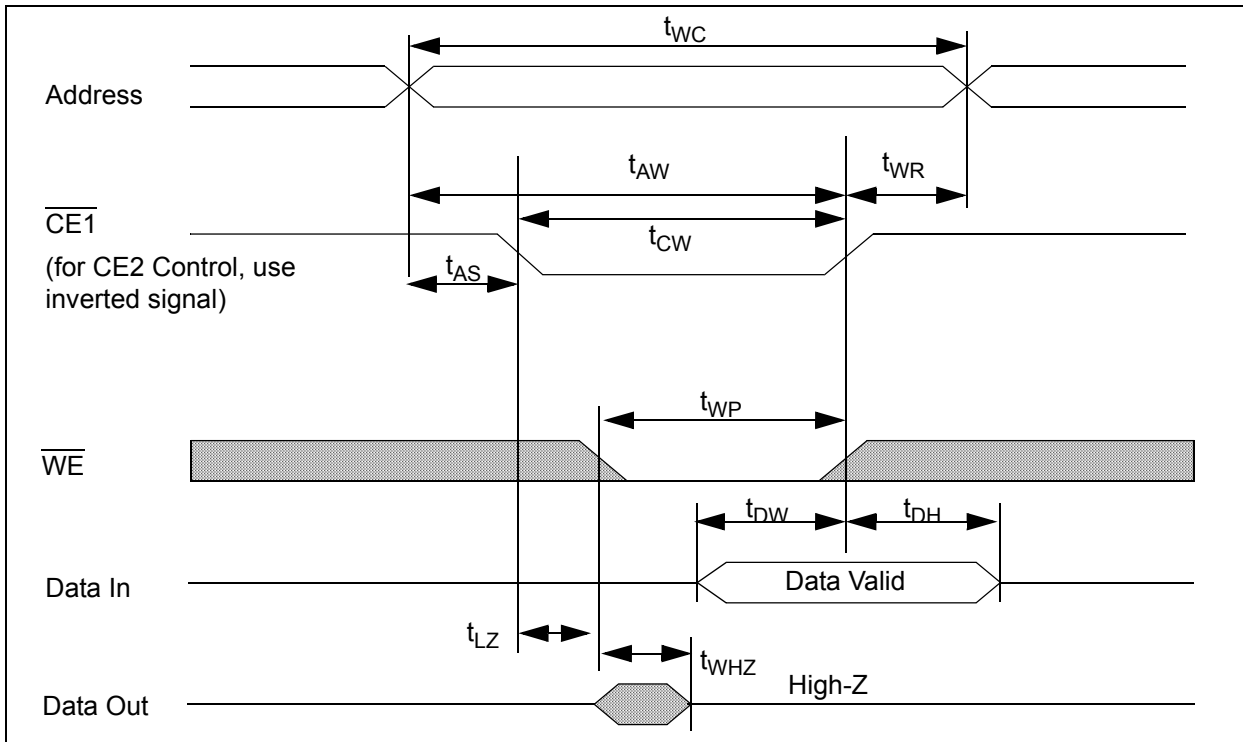 tWC
Address
tAW
tWR
CE1
tCW
(for CE2 Control, use
inverted signal)
tAS
tWP
WE
tDW
tDH
Data In
Data Valid
tLZ
tWHZ
High-Z
Data Out